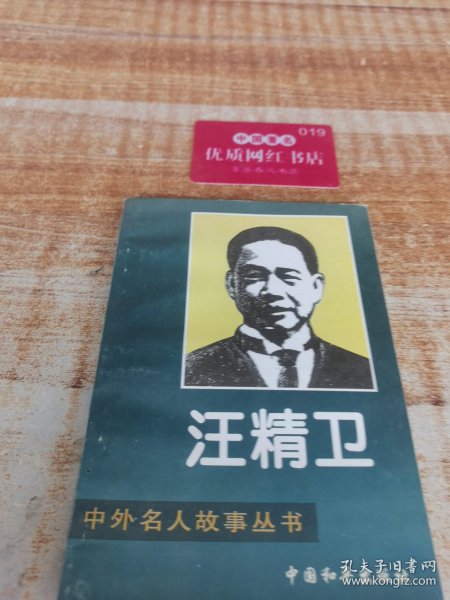 019
中国著名
优质网红书店
汪精卫
中外名人故事丛书
中国和
孔夫子旧书网
www.kongfz.com